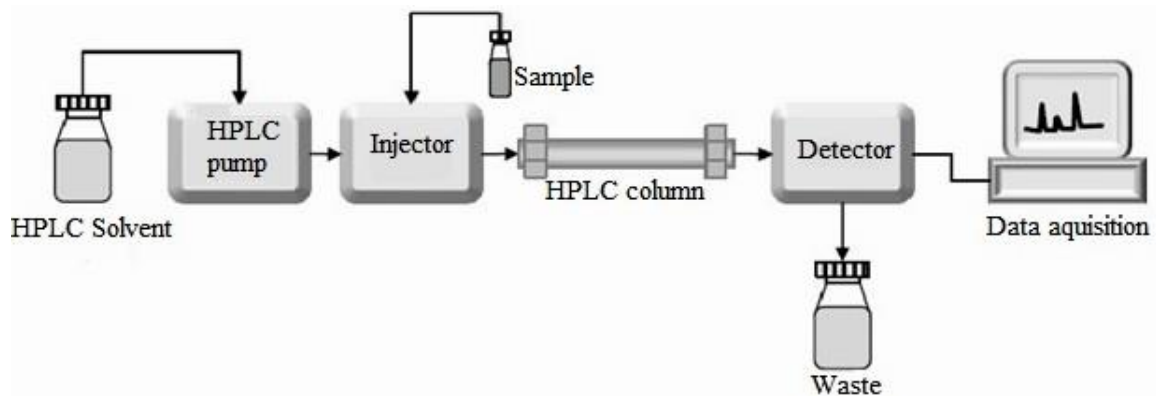 HPLC Solvent
HPLC
pump
Injector
Sample
HPLC column
Detector
Waste
Data aquisition